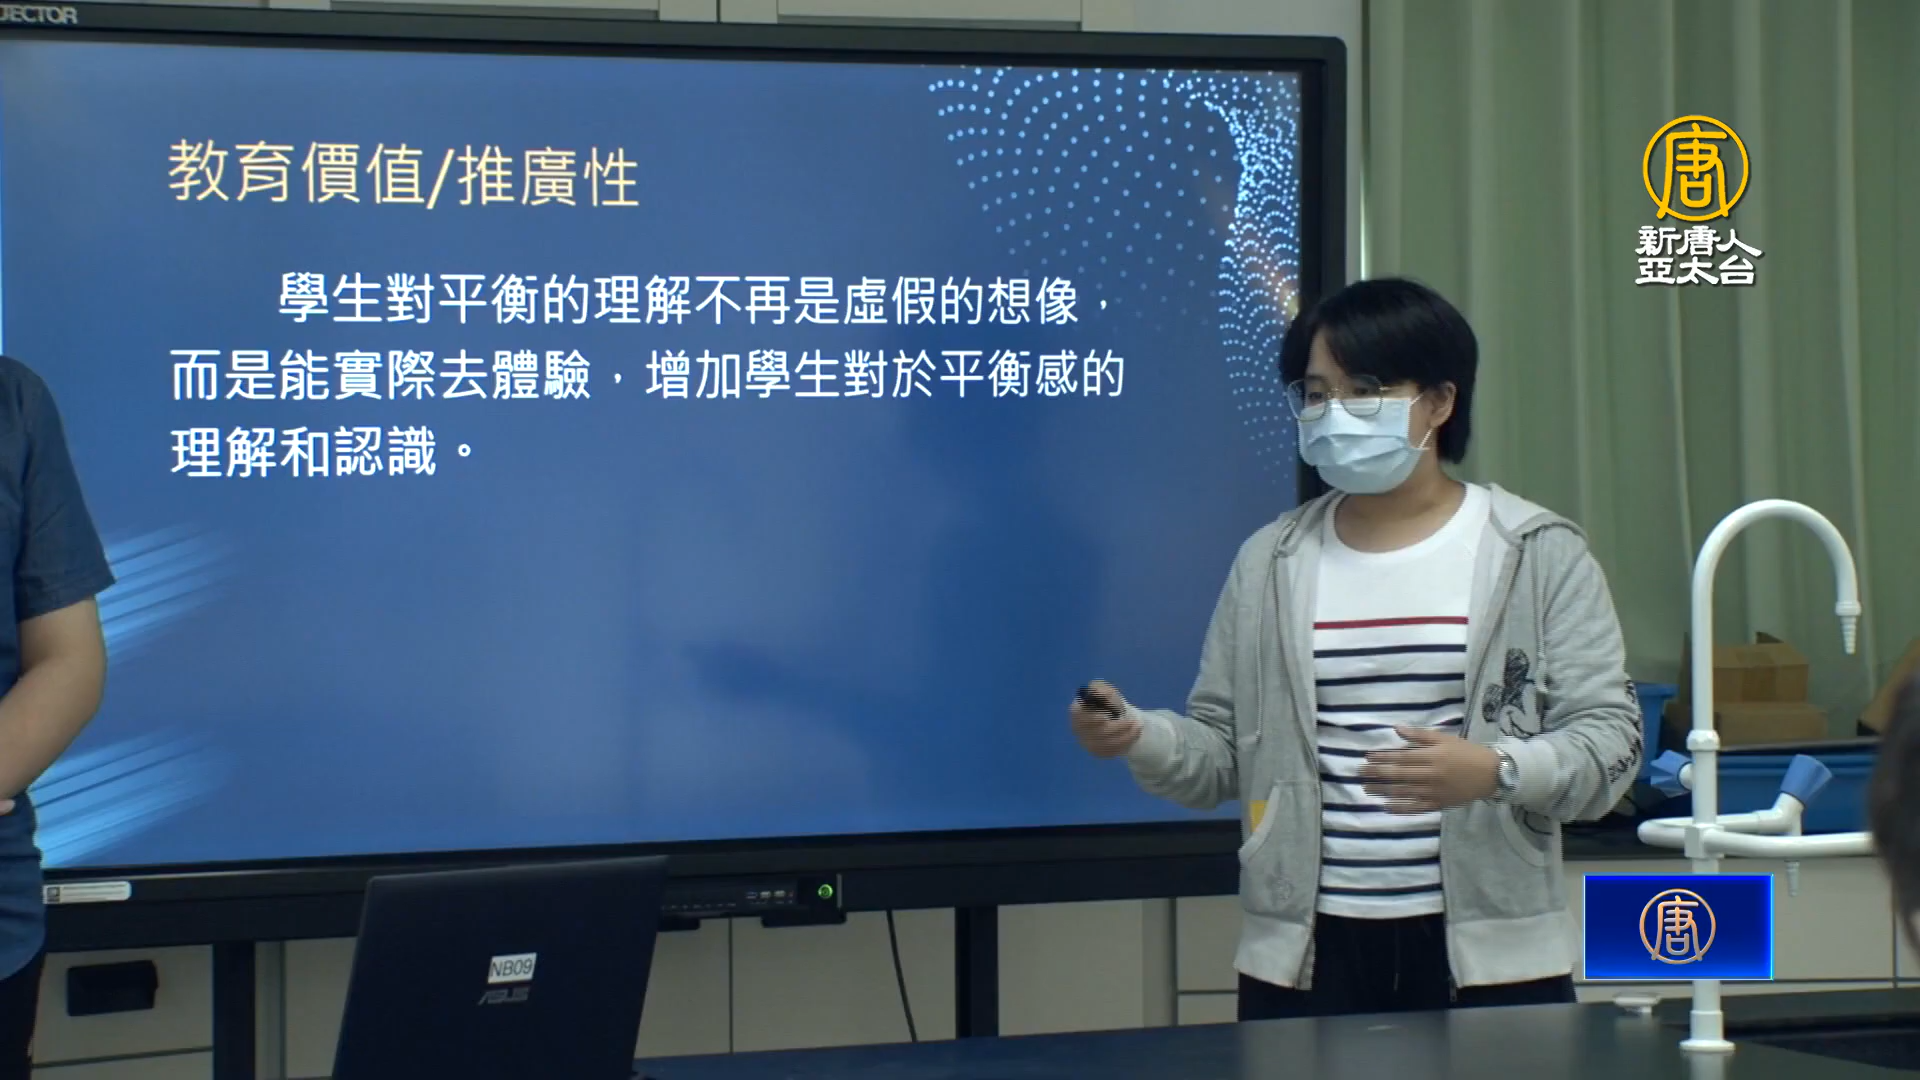 JECTOR
教育價值/推廣性
學生對平衡的理解不再是虛假的想像，
而是能實際去體驗，增加學生對於平衡感的
理解和認識。
唐
新唐人
亞太台
NB09
ASUS
唐